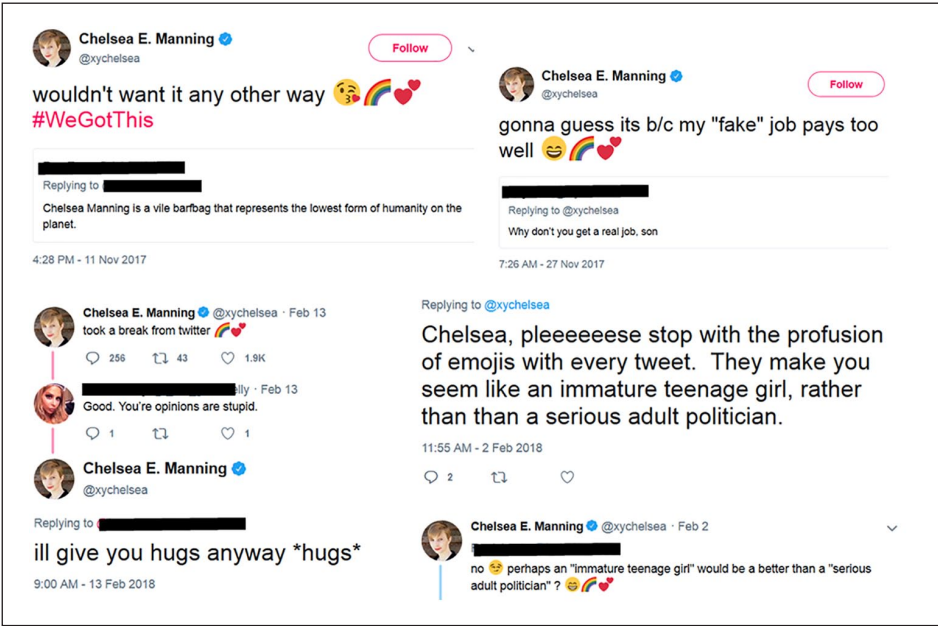 Chelsea E. Manning
@xychelsea
Follow
wouldn't want it any other way 😘🌈💕
#WeGotThis
Replying to
Chelsea Manning is a vile barfbag that represents the lowest form of humanity on the
planet.
4:28 PM - 11 Nov 2017
Chelsea E. Manning
@xychelsea
Follow
gonna guess its b/c my "fake" job pays too
well 😄🌈💕
Replying to @xychelsea
Why don't you get a real job, son
7:26 AM - 27 Nov 2017
Chelsea E. Manning @xychelsea · Feb 13
took a break from twitter 🌈💕
256 43 1.9K
lly · Feb 13
Good. You're opinions are stupid.
1 1
Chelsea E. Manning
@xychelsea
Replying to
ill give you hugs anyway *hugs*
9:00 AM - 13 Feb 2018
Replying to @xychelsea
Chelsea, pleeeeeese stop with the profusion
of emojis with every tweet. They make you
seem like an immature teenage girl, rather
than than a serious adult politician.
11:55 AM - 2 Feb 2018
2
Chelsea E. Manning @xychelsea · Feb 2
no 😏 perhaps an "immature teenage girl" would be a better than a "serious
adult politician" ? 😄🌈💕